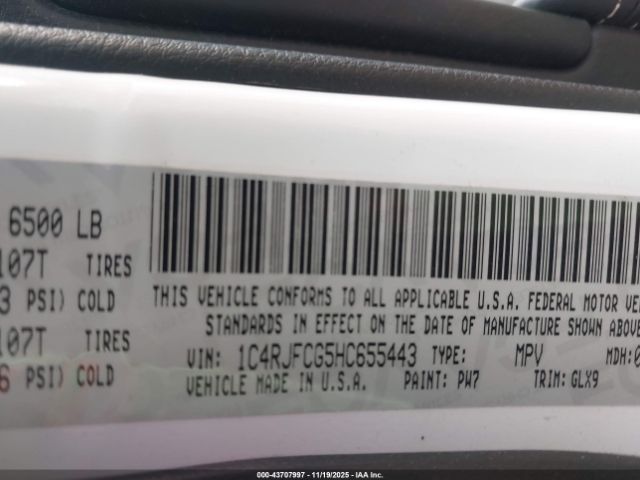 6500 LB
107T TIRES
3 PSI) COLD
107T TIRES
6 PSI) COLD
THIS VEHICLE CONFORMS TO ALL APPLICABLE U.S.A. FEDERAL MOTOR VE
STANDARDS IN EFFECT ON THE DATE OF MANUFACTURE SHOWN ABOVE
VIN: 1C4RJFCG5HC655443 TYPE: MPV MDH:0
VEHICLE MADE IN U.S.A. PAINT: PW7 TRIM: GLX9
000-43707997 - 11/19/2025 - IAA Inc.